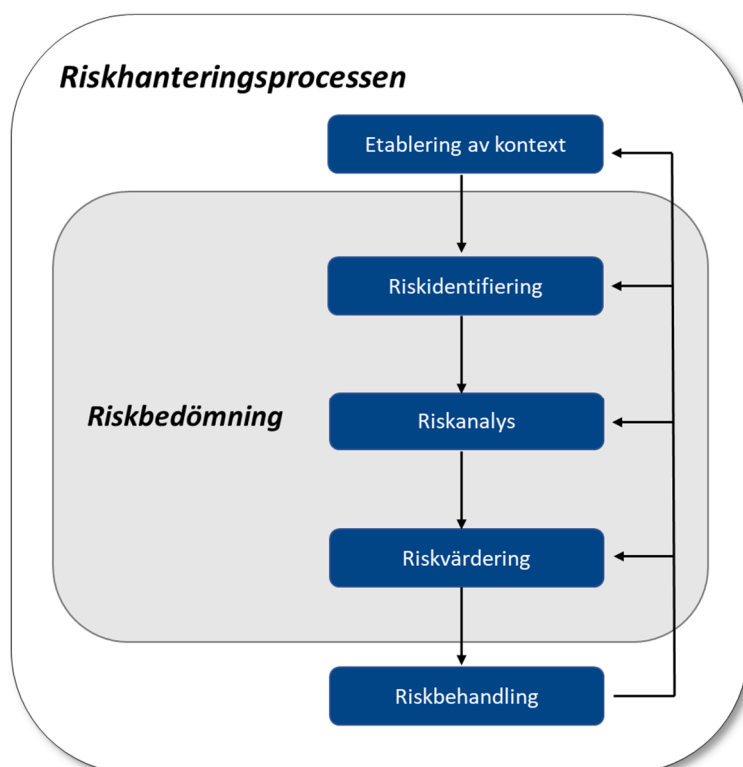 Riskhanteringsprocessen
Etablering av kontext
Riskidentifiering
Riskbedömning
Riskanalys
Riskvärdering
Riskbehandling